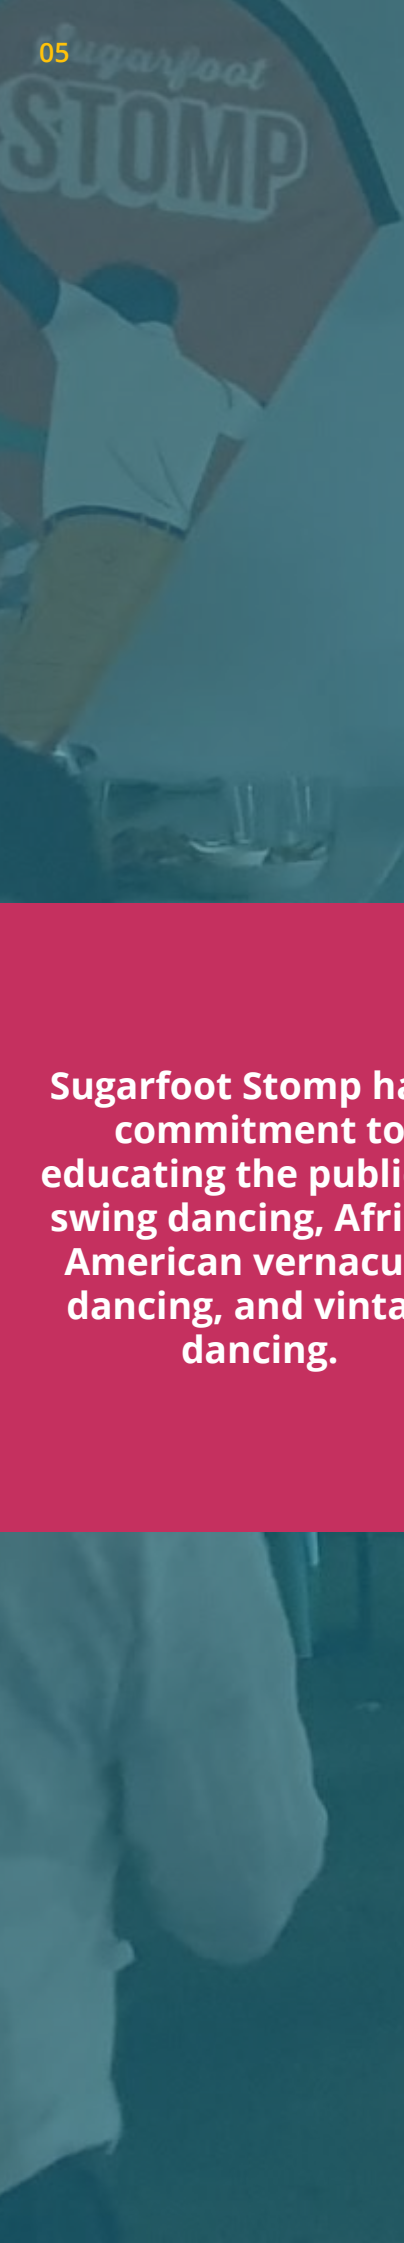 05
Sugarfoot
STOMP
Sugarfoot Stomp ha
commitment to
educating the publi
swing dancing, Afri
American vernacu
dancing, and vinta
dancing.